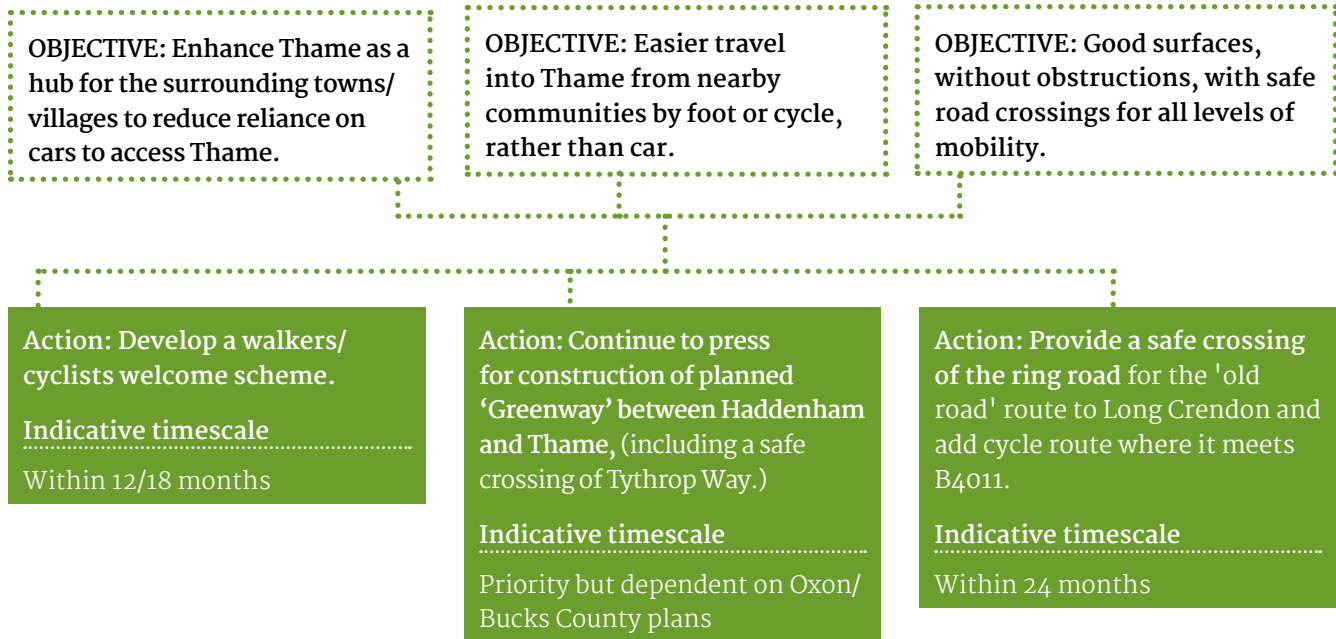 OBJECTIVE: Enhance Thame as a
hub for the surrounding towns/
villages to reduce reliance on
cars to access Thame.
OBJECTIVE: Easier travel
into Thame from nearby
communities by foot or cycle,
rather than car.
OBJECTIVE: Good surfaces,
without obstructions, with safe
road crossings for all levels of
mobility.
Action: Develop a walkers/
cyclists welcome scheme.
Indicative timescale
Within 12/18 months
Action: Continue to press
for construction of planned
‘Greenway’ between Haddenham
and Thame, (including a safe
crossing of Tythrop Way.)
Indicative timescale
Priority but dependent on Oxon/
Bucks County plans
Action: Provide a safe crossing
of the ring road for the 'old
road' route to Long Crendon and
add cycle route where it meets
B4011.
Indicative timescale
Within 24 months